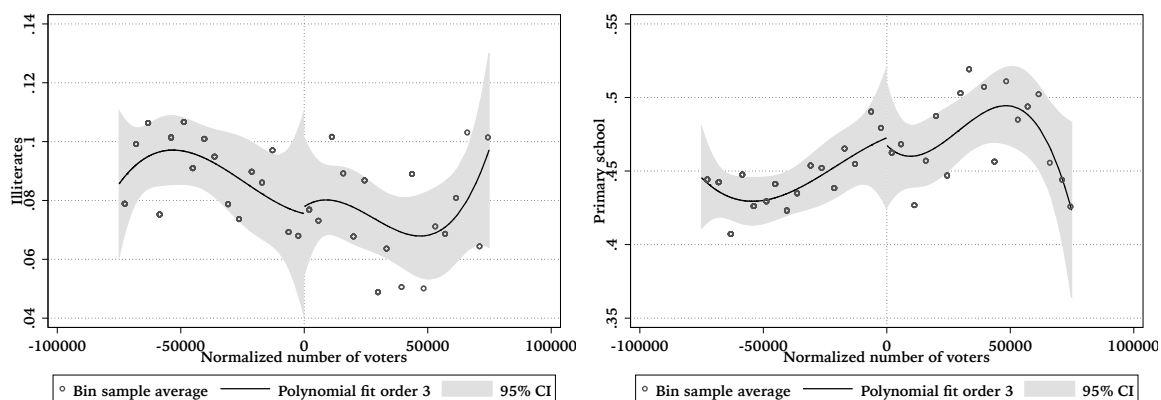 .14
.12
.1
.08
.06
.04
Illiterates
-100000 -50000 0 50000 100000
Normalized number of voters
Bin sample average Polynomial fit order 3 95% CI
.55
.5
.45
.4
.35
Primary school
-100000 -50000 0 50000 100000
Normalized number of voters
Bin sample average Polynomial fit order 3 95% CI